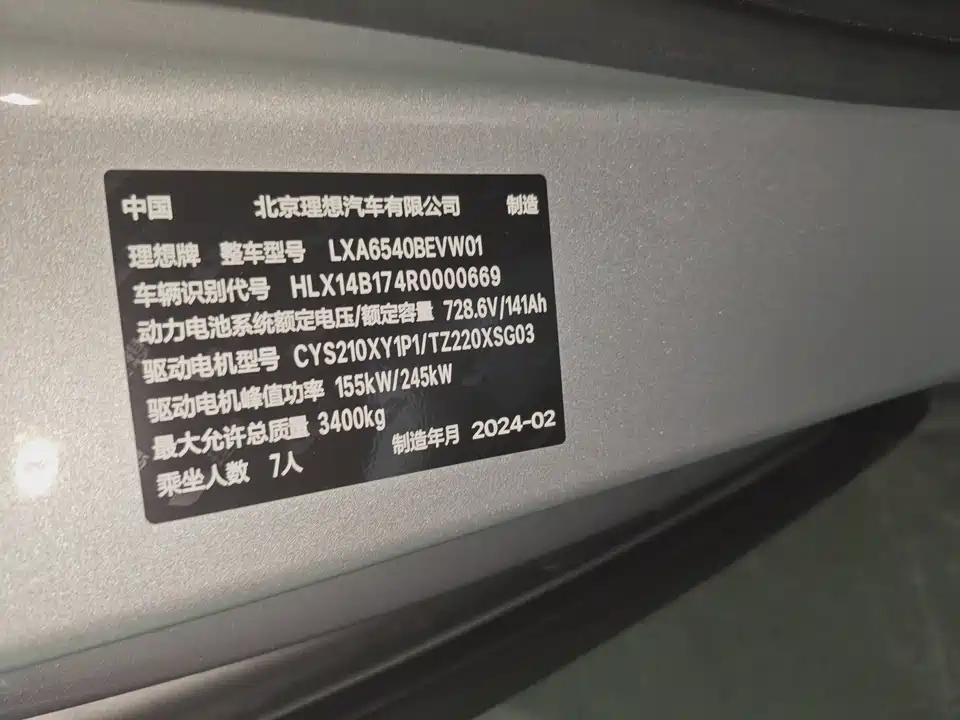 中国 北京理想汽车有限公司 制造
理想牌 整车型号 LXA6540BEVW01
车辆识别代号 HLX14B174R0000669
动力电池系统额定电压/额定容量 728.6V/141Ah
驱动电机型号 CYS210XY1P1/TZ220XSG03
驱动电机峰值功率 155kW/245kW
最大允许总质量 3400kg
乘坐人数 7人 制造年月 2024-02